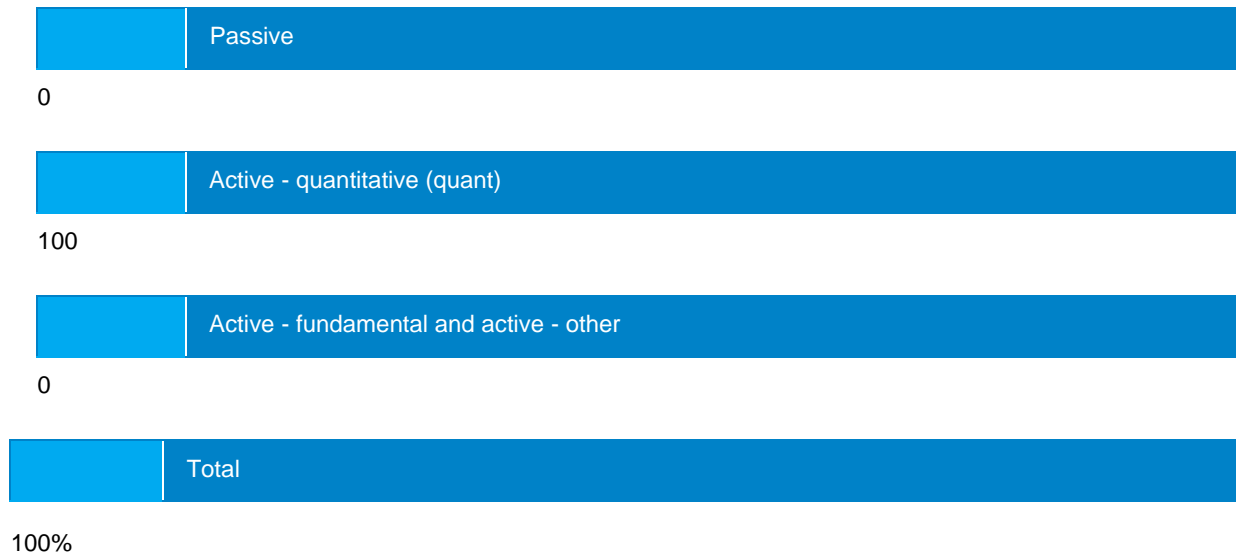 Passive
0
Active - quantitative (quant)
100
Active - fundamental and active - other
0
Total
100%